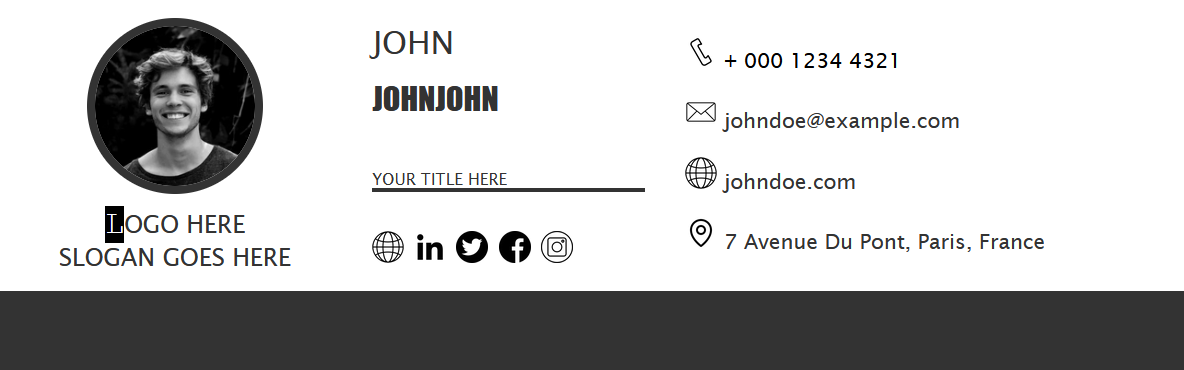 LOGO HERE
SLOGAN GOES HERE
JOHN
JOHNJOHN
YOUR TITLE HERE
in
+ 000 1234 4321
johndoe@example.com
johndoe.com
7 Avenue Du Pont, Paris, France